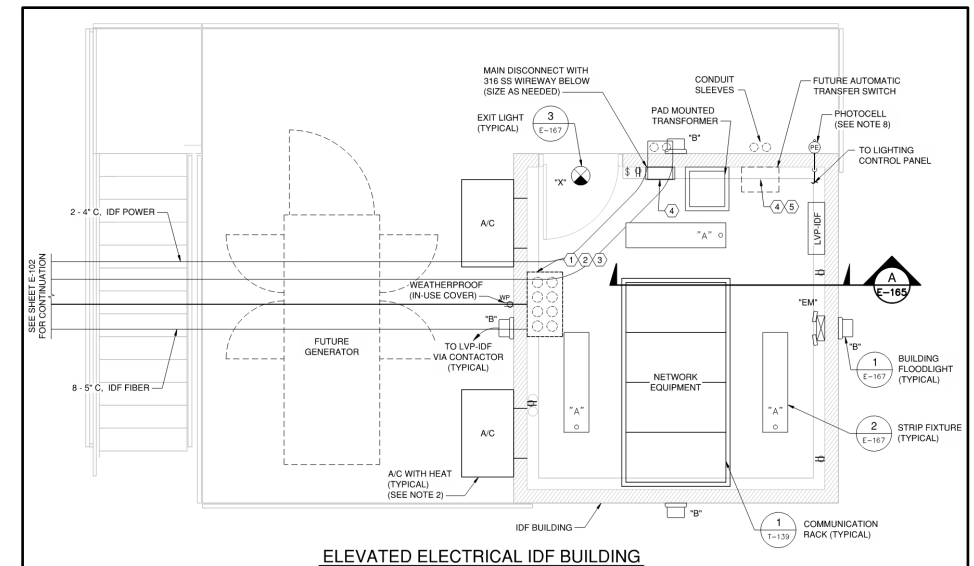 MAIN DISCONNECT WITH
316 SS WIREWAY BELOW
(SIZE AS NEEDED)
CONDUIT
SLEEVES
FUTURE AUTOMATIC
TRANSFER SWITCH
EXIT LIGHT
(TYPICAL)
3
E-167
PAD MOUNTED
TRANSFORMER
PHOTOCELL
(SEE NOTE 8)
"B"
PE
TO LIGHTING
CONTROL PANEL
"X"
$
4
4 5
A/C
2 - 4" C, IDF POWER
"A"
LVP-IDF
1 2 3
SEE SHEET E-102
FOR CONTINUATION
WEATHERPROOF
(IN-USE COVER)
WP
A
E-165
"EM"
"B"
FUTURE
GENERATOR
TO LVP-IDF
VIA CONTACTOR
(TYPICAL)
"B"
1
E-167
BUILDING
FLOODLIGHT
(TYPICAL)
8 - 5" C, IDF FIBER
NETWORK
EQUIPMENT
"A"
"A"
2
E-167
STRIP FIXTURE
(TYPICAL)
A/C
A/C WITH HEAT
(TYPICAL)
(SEE NOTE 2)
"B"
IDF BUILDING
1
T-139
COMMUNICATION
RACK (TYPICAL)
ELEVATED ELECTRICAL IDF BUILDING